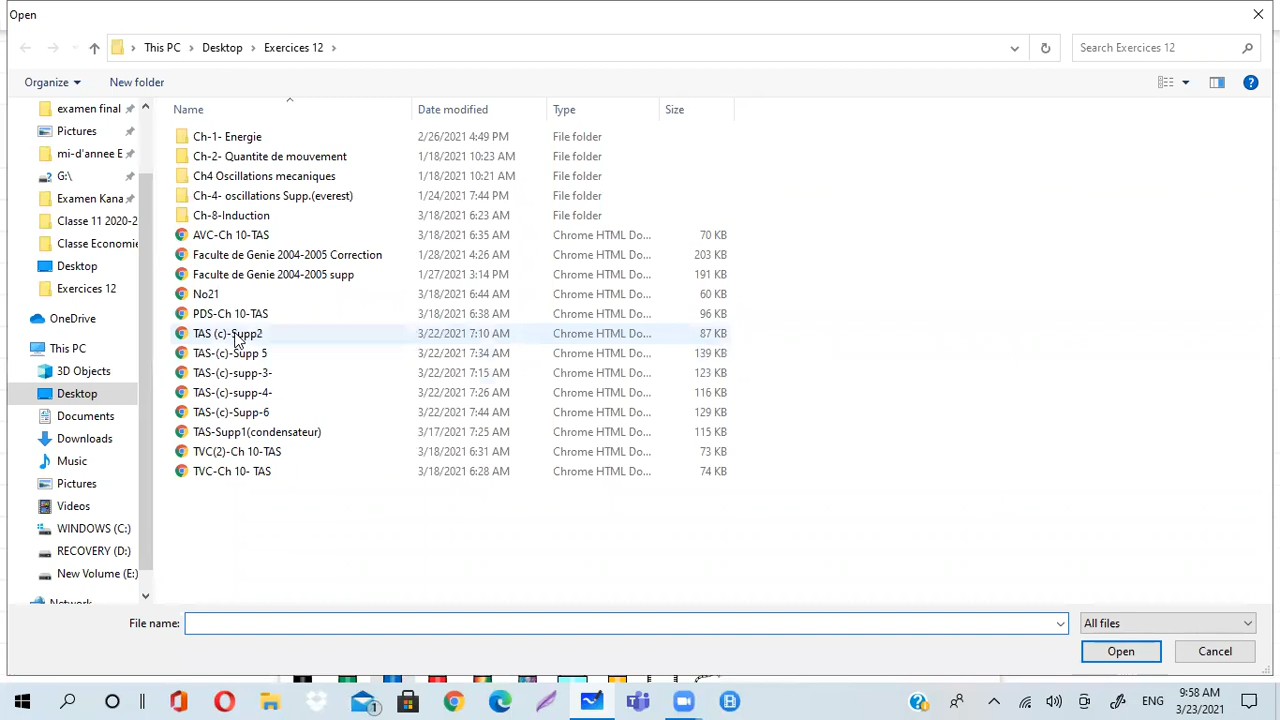 Open
This PC > Desktop > Exercices 12 >
Search Exercices 12
Organize
New folder
Name
Date modified
Type
Size
examen final
Pictures
mi-d'annee E
G:\
Examen Kana
Classe 11 2020-2
Classe Economie
Desktop
Exercices 12
OneDrive
This PC
3D Objects
Desktop
Documents
Downloads
Music
Pictures
Videos
WINDOWS (C:)
RECOVERY (D:)
New Volume (E:)
Network
Ch-1- Energie 2/26/2021 4:49 PM File folder
Ch-2- Quantite de mouvement 1/18/2021 10:23 AM File folder
Ch4 Oscillations mecaniques 1/18/2021 10:21 AM File folder
Ch-4- oscillations Supp.(everest) 1/24/2021 7:44 PM File folder
Ch-8-Induction 3/18/2021 6:23 AM File folder
AVC-Ch 10-TAS 3/18/2021 6:35 AM Chrome HTML Do... 70 KB
Faculte de Genie 2004-2005 Correction 1/28/2021 4:26 AM Chrome HTML Do... 203 KB
Faculte de Genie 2004-2005 supp 1/27/2021 3:14 PM Chrome HTML Do... 191 KB
No21 3/18/2021 6:44 AM Chrome HTML Do... 60 KB
PDS-Ch 10-TAS 3/18/2021 6:38 AM Chrome HTML Do... 96 KB
TAS (c)-Supp2 3/22/2021 7:10 AM Chrome HTML Do... 87 KB
TAS-(c)-Supp 5 3/22/2021 7:34 AM Chrome HTML Do... 139 KB
TAS-(c)-supp-3- 3/22/2021 7:15 AM Chrome HTML Do... 123 KB
TAS-(c)-supp-4- 3/22/2021 7:26 AM Chrome HTML Do... 116 KB
TAS-(c)-Supp-6 3/22/2021 7:44 AM Chrome HTML Do... 129 KB
TAS-Supp1(condensateur) 3/17/2021 7:25 AM Chrome HTML Do... 115 KB
TVC(2)-Ch 10-TAS 3/18/2021 6:31 AM Chrome HTML Do... 73 KB
TVC-Ch 10- TAS 3/18/2021 6:28 AM Chrome HTML Do... 74 KB
File name:
All files
Open
Cancel
1
ENG
9:58 AM
3/23/2021